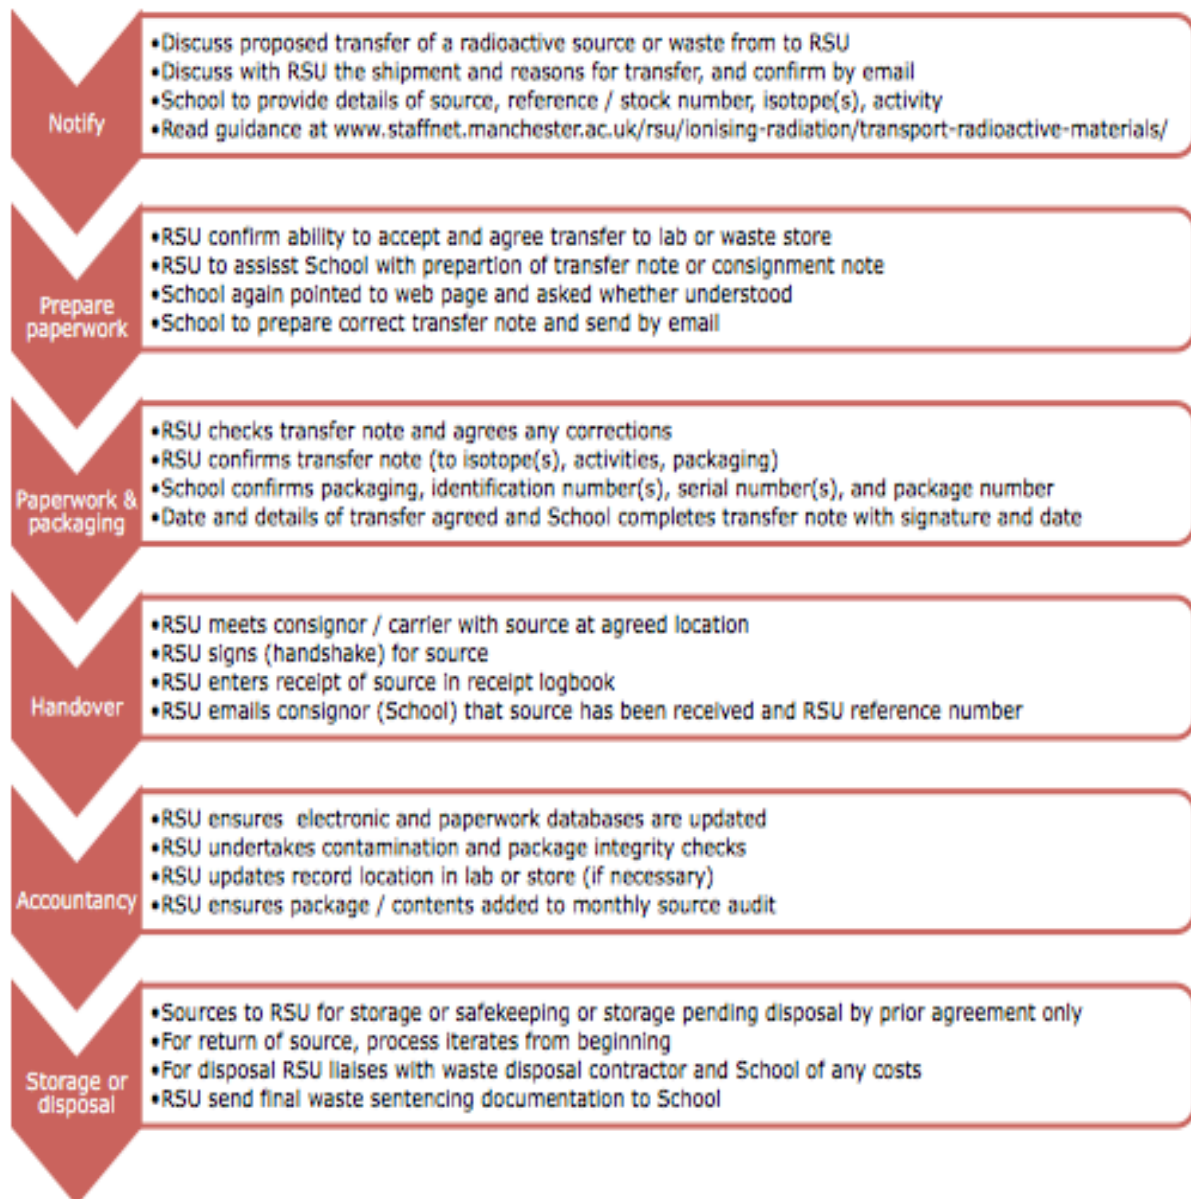 Notify
•Discuss proposed transfer of a radioactive source or waste from to RSU
•Discuss with RSU the shipment and reasons for transfer, and confirm by email
•School to provide details of source, reference / stock number, isotope(s), activity
•Read guidance at www.staffnet.manchester.ac.uk/rsu/ionising-radiation/transport-radioactive-materials/
Prepare
paperwork
•RSU confirm ability to accept and agree transfer to lab or waste store
•RSU to assisst School with prepartion of transfer note or consignment note
•School again pointed to web page and asked whether understood
•School to prepare correct transfer note and send by email
Paperwork &
packaging
•RSU checks transfer note and agrees any corrections
•RSU confirms transfer note (to isotope(s), activities, packaging)
•School confirms packaging, identification number(s), serial number(s), and package number
•Date and details of transfer agreed and School completes transfer note with signature and date
Handover
•RSU meets consignor / carrier with source at agreed location
•RSU signs (handshake) for source
•RSU enters receipt of source in receipt logbook
•RSU emails consignor (School) that source has been received and RSU reference number
Accountancy
•RSU ensures electronic and paperwork databases are updated
•RSU undertakes contamination and package integrity checks
•RSU updates record location in lab or store (if necessary)
•RSU ensures package / contents added to monthly source audit
Storage or
disposal
•Sources to RSU for storage or safekeeping or storage pending disposal by prior agreement only
•For return of source, process iterates from beginning
•For disposal RSU liaises with waste disposal contractor and School of any costs
•RSU send final waste sentencing documentation to School